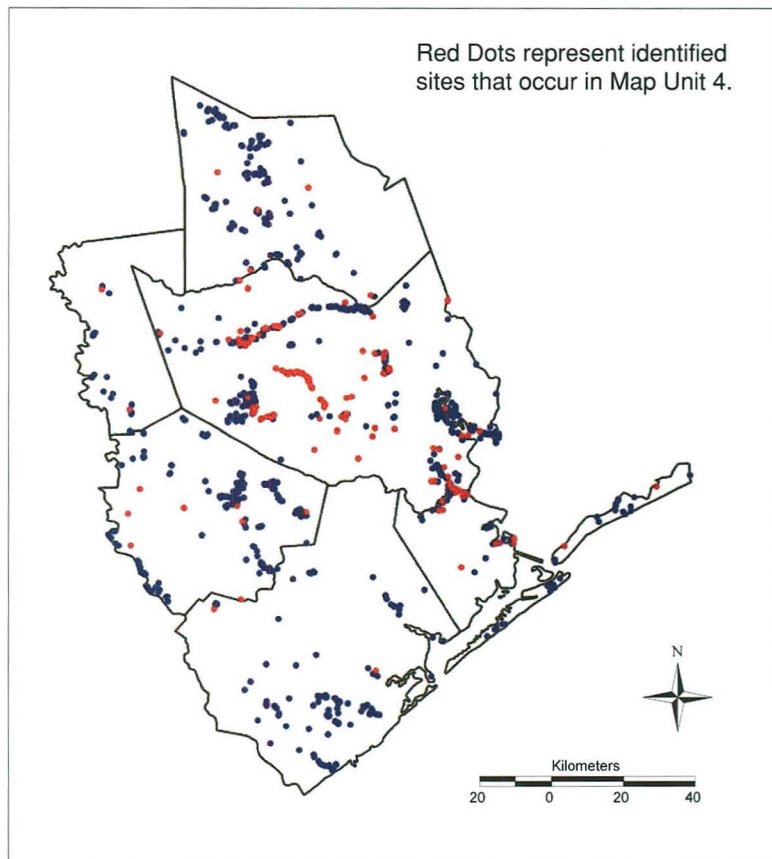 Red Dots represent identified
sites that occur in Map Unit 4.
N
Kilometers
20 0 20 40